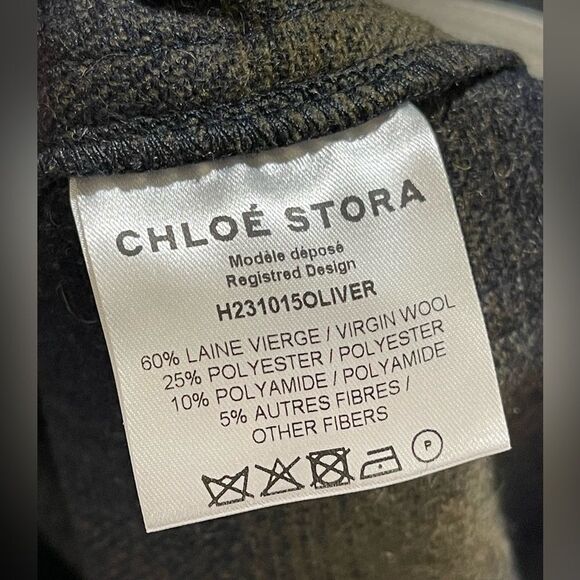 CHLOÉ STORA
Modèle déposé
Registred Design
H231015OLIVER
60% LAINE VIERGE / VIRGIN WOOL
25% POLYESTER / POLYESTER
10% POLYAMIDE / POLYAMIDE
5% AUTRES FIBRES /
OTHER FIBERS
P